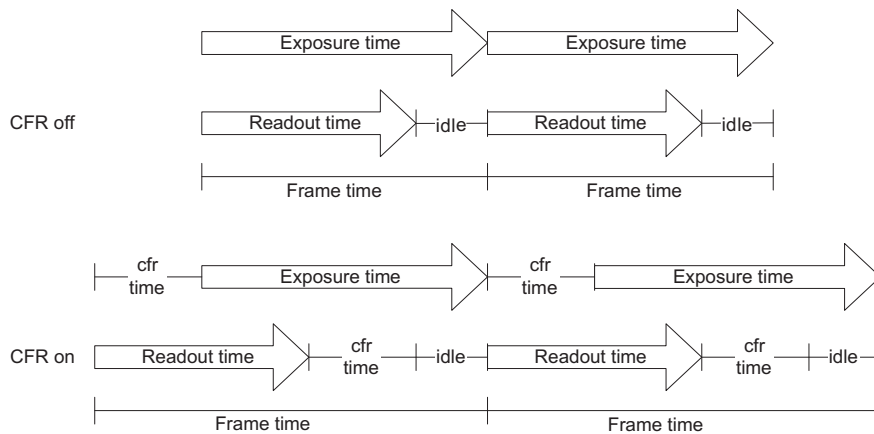 Exposure time Exposure time
CFR off Readout time idle Readout time idle
Frame time Frame time
cfr time Exposure time cfr time Exposure time
CFR on Readout time cfr time idle Readout time cfr time idle
Frame time Frame time